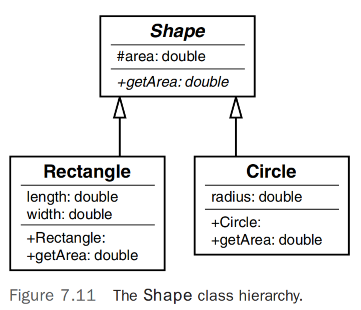 Shape
#area: double
+getArea: double
Rectangle
length: double
width: double
+Rectangle:
+getArea: double
Circle
radius: double
+Circle:
+getArea: double
Figure 7.11 The Shape class hierarchy.